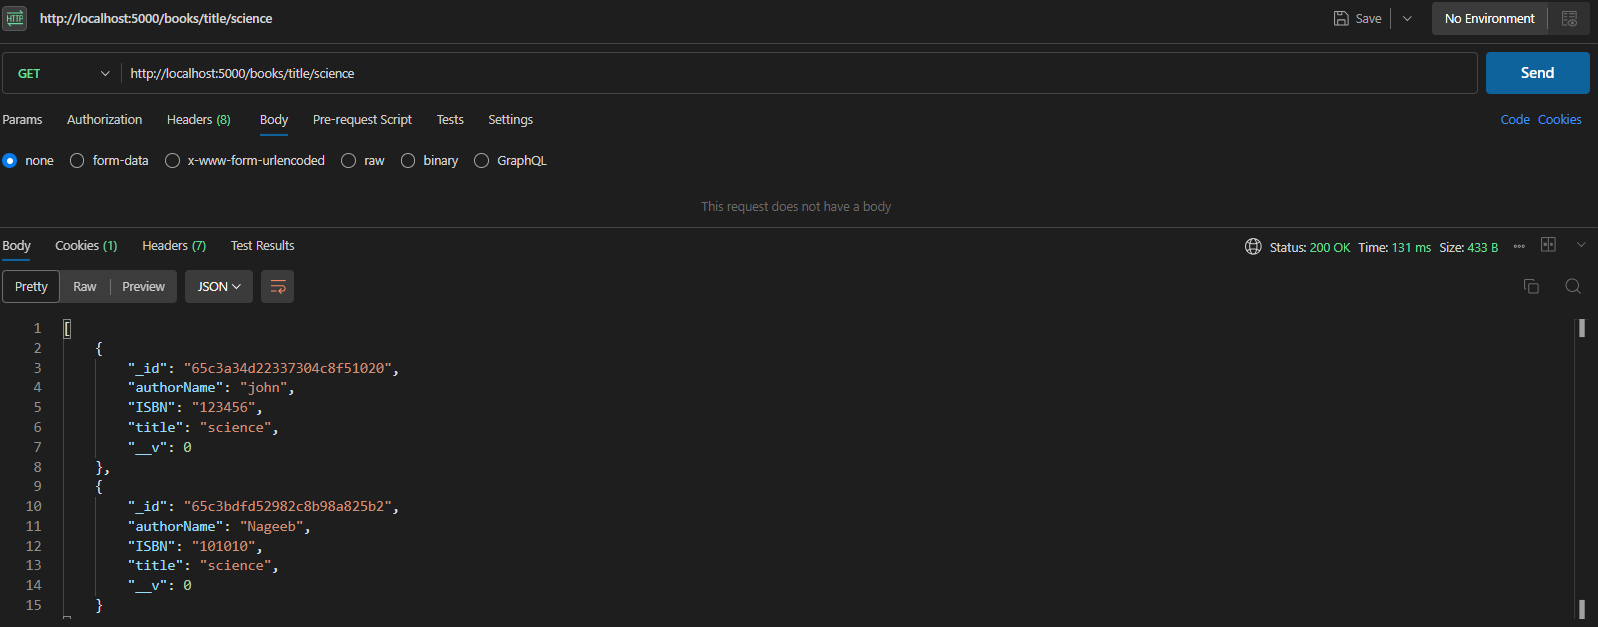 HTTP http://localhost:5000/books/title/science Save No Environment
GET http://localhost:5000/books/title/science Send
Params Authorization Headers (8) Body Pre-request Script Tests Settings Code Cookies
none form-data x-www-form-urlencoded raw binary GraphQL
This request does not have a body
Body Cookies (1) Headers (7) Test Results Status: 200 OK Time: 131 ms Size: 433 B
Pretty Raw Preview JSON
1 [
2 {
3 "_id": "65c3a34d22337304c8f51020",
4 "authorName": "john",
5 "ISBN": "123456",
6 "title": "science",
7 "__v": 0
8 },
9 {
10 "_id": "65c3bdfd52982c8b98a825b2",
11 "authorName": "Nageeb",
12 "ISBN": "101010",
13 "title": "science",
14 "__v": 0
15 }